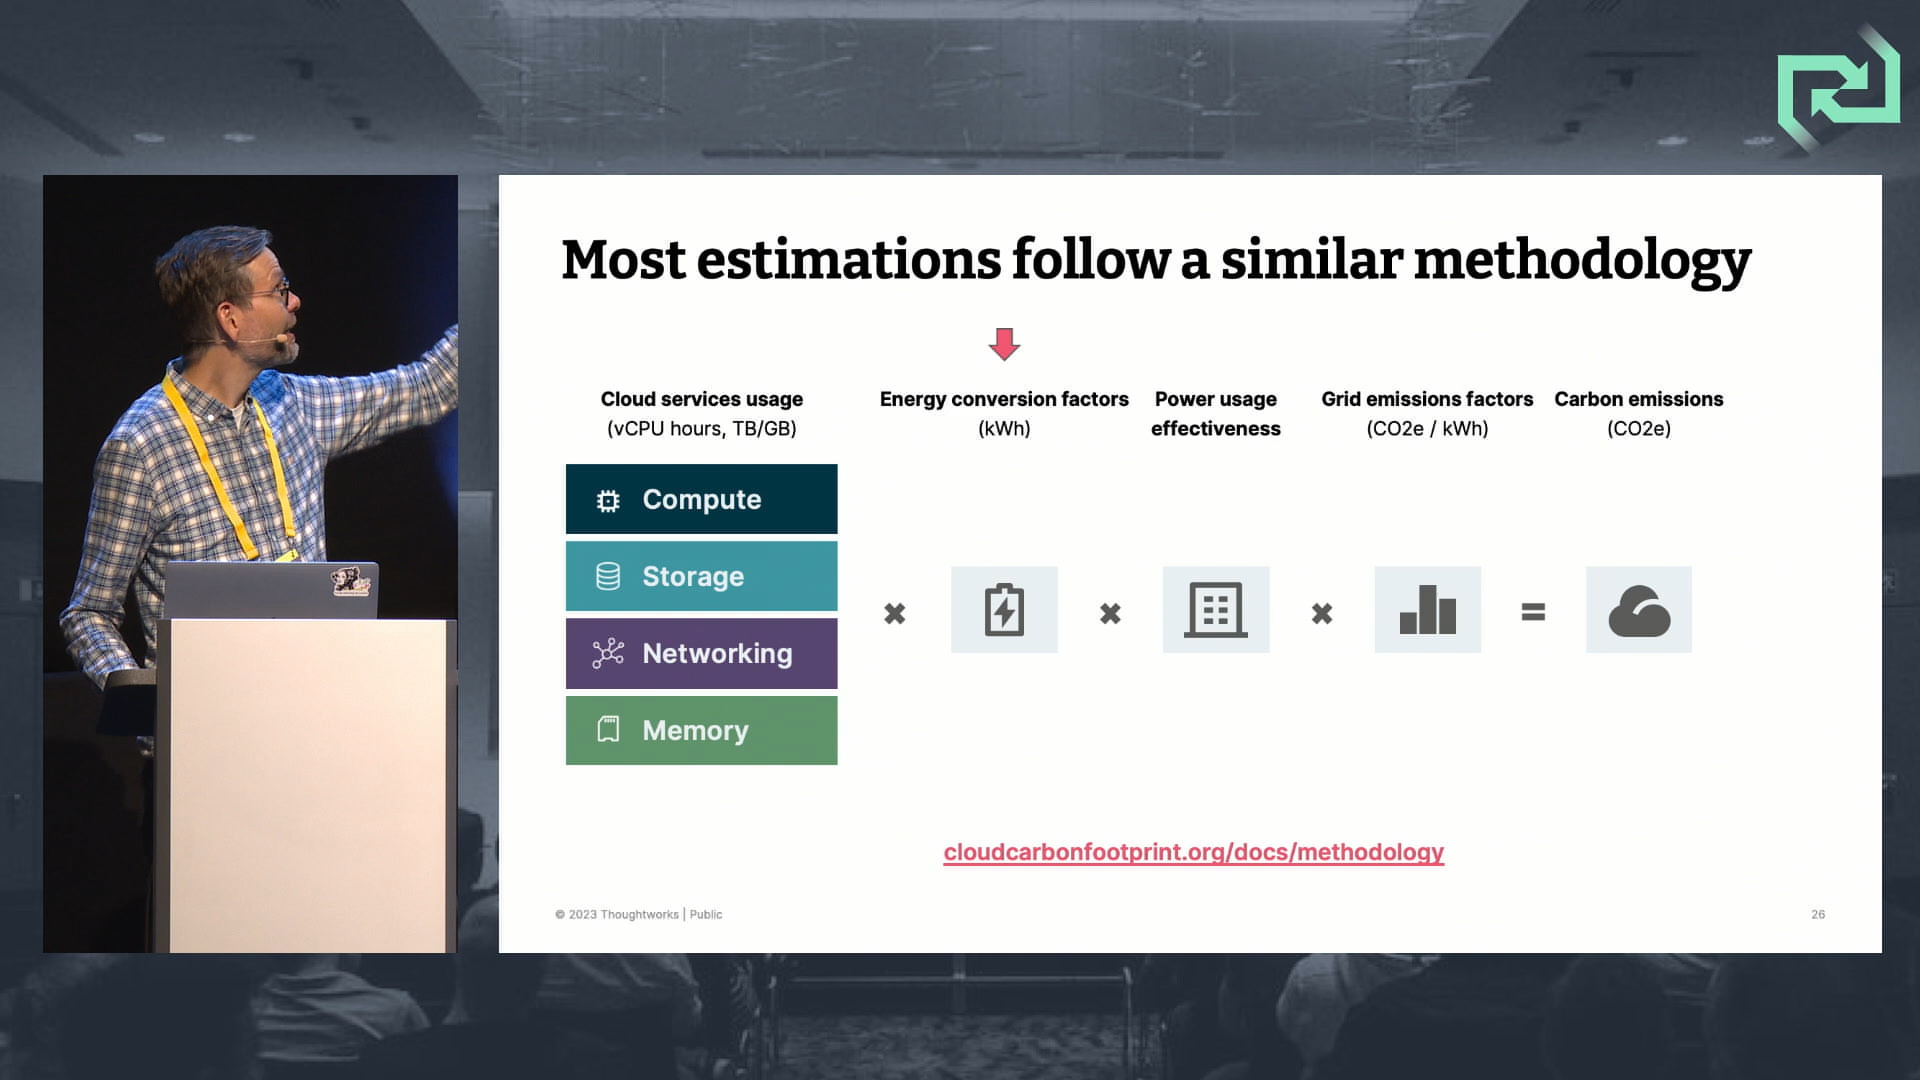 Most estimations follow a similar methodology
Cloud services usage
(vCPU hours, TB/GB)
Energy conversion factors
(kWh)
Power usage
effectiveness
Grid emissions factors
(CO2e / kWh)
Carbon emissions
(CO2e)
Compute
Storage
Networking
Memory
cloudcarbonfootprint.org/docs/methodology
© 2023 Thoughtworks | Public
26